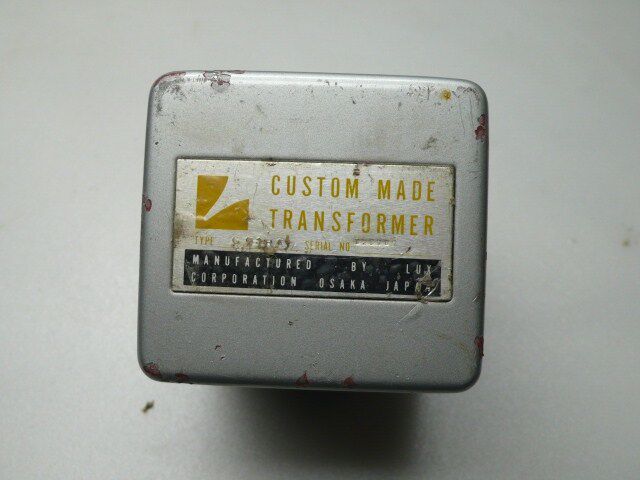 CUSTOM MADE
TRANSFORMER
TYPE SERIAL NO
MANUFACTURED BY LUX
CORPORATION OSAKA JAPAN